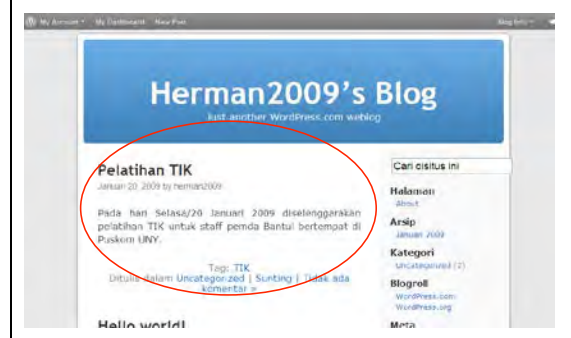 My Account
My Dashboard
New Post
Blog Info
Herman2009's Blog
Just another WordPress.com weblog
Pelatihan TIK
Januari 20, 2009 by herman2009
Pada hari Selasa/20 Januari 2009 diselenggarakan
pelatihan TIK untuk staff pemda Bantul bertempat di
Puskom UNY.
Tag: TIK
Ditulis dalam Uncategorized | Sunting | Tidak ada
komentar »
Hello world!
Cari disitus ini
Halaman
About
Arsip
Januari 2009
Kategori
Uncategorized (2)
Blogroll
WordPress.com
WordPress.org
Meta